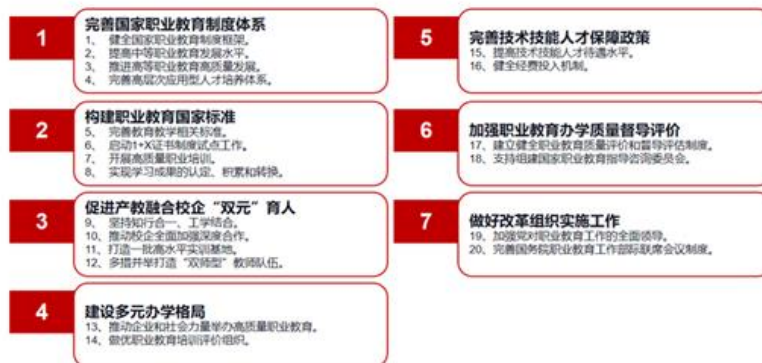 1
完善国家职业教育制度体系
1、 健全国家职业教育制度框架。
2、 提高中等职业教育发展水平。
3、 推进高等职业教育高质量发展。
4、 完善高层次应用型人才培养体系。
2
构建职业教育国家标准
5、 完善教育教学相关标准。
6、 启动1+X证书制度试点工作。
7、 开展高质量职业培训。
8、 实现学习成果的认定、积累和转换。
3
促进产教融合校企“双元”育人
9、 坚持知行合一、工学结合。
10、推动校企全面加强深度合作。
11、打造一批高水平实训基地。
12、多措并举打造“双师型”教师队伍。
4
建设多元办学格局
13、推动企业和社会力量举办高质量职业教育。
14、做优职业教育培训评价组织。
5
完善技术技能人才保障政策
15、提高技术技能人才待遇水平。
16、健全经费投入机制。
6
加强职业教育办学质量督导评价
17、建立健全职业教育质量评价和督导评估制度。
18、支持组建国家职业教育指导咨询委员会。
7
做好改革组织实施工作
19、加强党对职业教育工作的全面领导。
20、完善国务院职业教育工作部际联席会议制度。